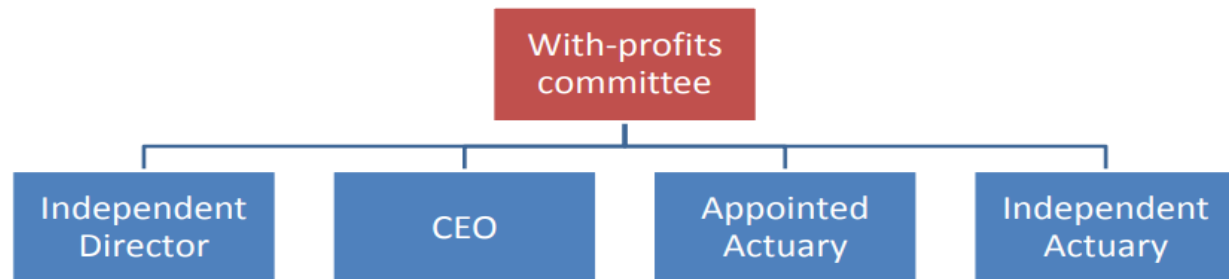 With-profits
committee
Independent
Director
CEO
Appointed
Actuary
Independent
Actuary